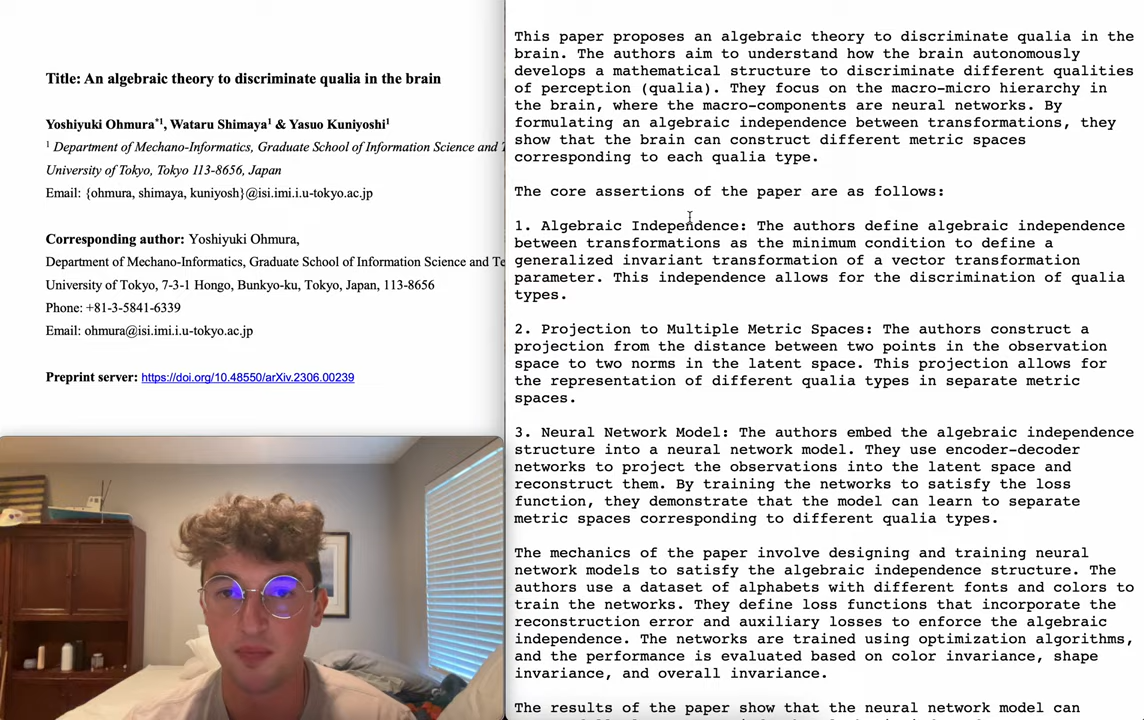 Title: An algebraic theory to discriminate qualia in the brain
Yoshiyuki Ohmura*1, Wataru Shimaya1 & Yasuo Kuniyoshi1
1 Department of Mechano-Informatics, Graduate School of Information Science and T
University of Tokyo, Tokyo 113-8656, Japan
Email: {ohmura, shimaya, kuniyosh}@isi.imi.i.u-tokyo.ac.jp
Corresponding author: Yoshiyuki Ohmura,
Department of Mechano-Informatics, Graduate School of Information Science and Te
University of Tokyo, 7-3-1 Hongo, Bunkyo-ku, Tokyo, Japan, 113-8656
Phone: +81-3-5841-6339
Email: ohmura@isi.imi.i.u-tokyo.ac.jp
Preprint server: https://doi.org/10.48550/arXiv.2306.00239
This paper proposes an algebraic theory to discriminate qualia in the
brain. The authors aim to understand how the brain autonomously
develops a mathematical structure to discriminate different qualities
of perception (qualia). They focus on the macro-micro hierarchy in
the brain, where the macro-components are neural networks. By
formulating an algebraic independence between transformations, they
show that the brain can construct different metric spaces
corresponding to each qualia type.
The core assertions of the paper are as follows:
1. Algebraic Independence: The authors define algebraic independence
between transformations as the minimum condition to define a
generalized invariant transformation of a vector transformation
parameter. This independence allows for the discrimination of qualia
types.
2. Projection to Multiple Metric Spaces: The authors construct a
projection from the distance between two points in the observation
space to two norms in the latent space. This projection allows for
the representation of different qualia types in separate metric
spaces.
3. Neural Network Model: The authors embed the algebraic independence
structure into a neural network model. They use encoder-decoder
networks to project the observations into the latent space and
reconstruct them. By training the networks to satisfy the loss
function, they demonstrate that the model can learn to separate
metric spaces corresponding to different qualia types.
The mechanics of the paper involve designing and training neural
network models to satisfy the algebraic independence structure. The
authors use a dataset of alphabets with different fonts and colors to
train the networks. They define loss functions that incorporate the
reconstruction error and auxiliary losses to enforce the algebraic
independence. The networks are trained using optimization algorithms,
and the performance is evaluated based on color invariance, shape
invariance, and overall invariance.
The results of the paper show that the neural network model can